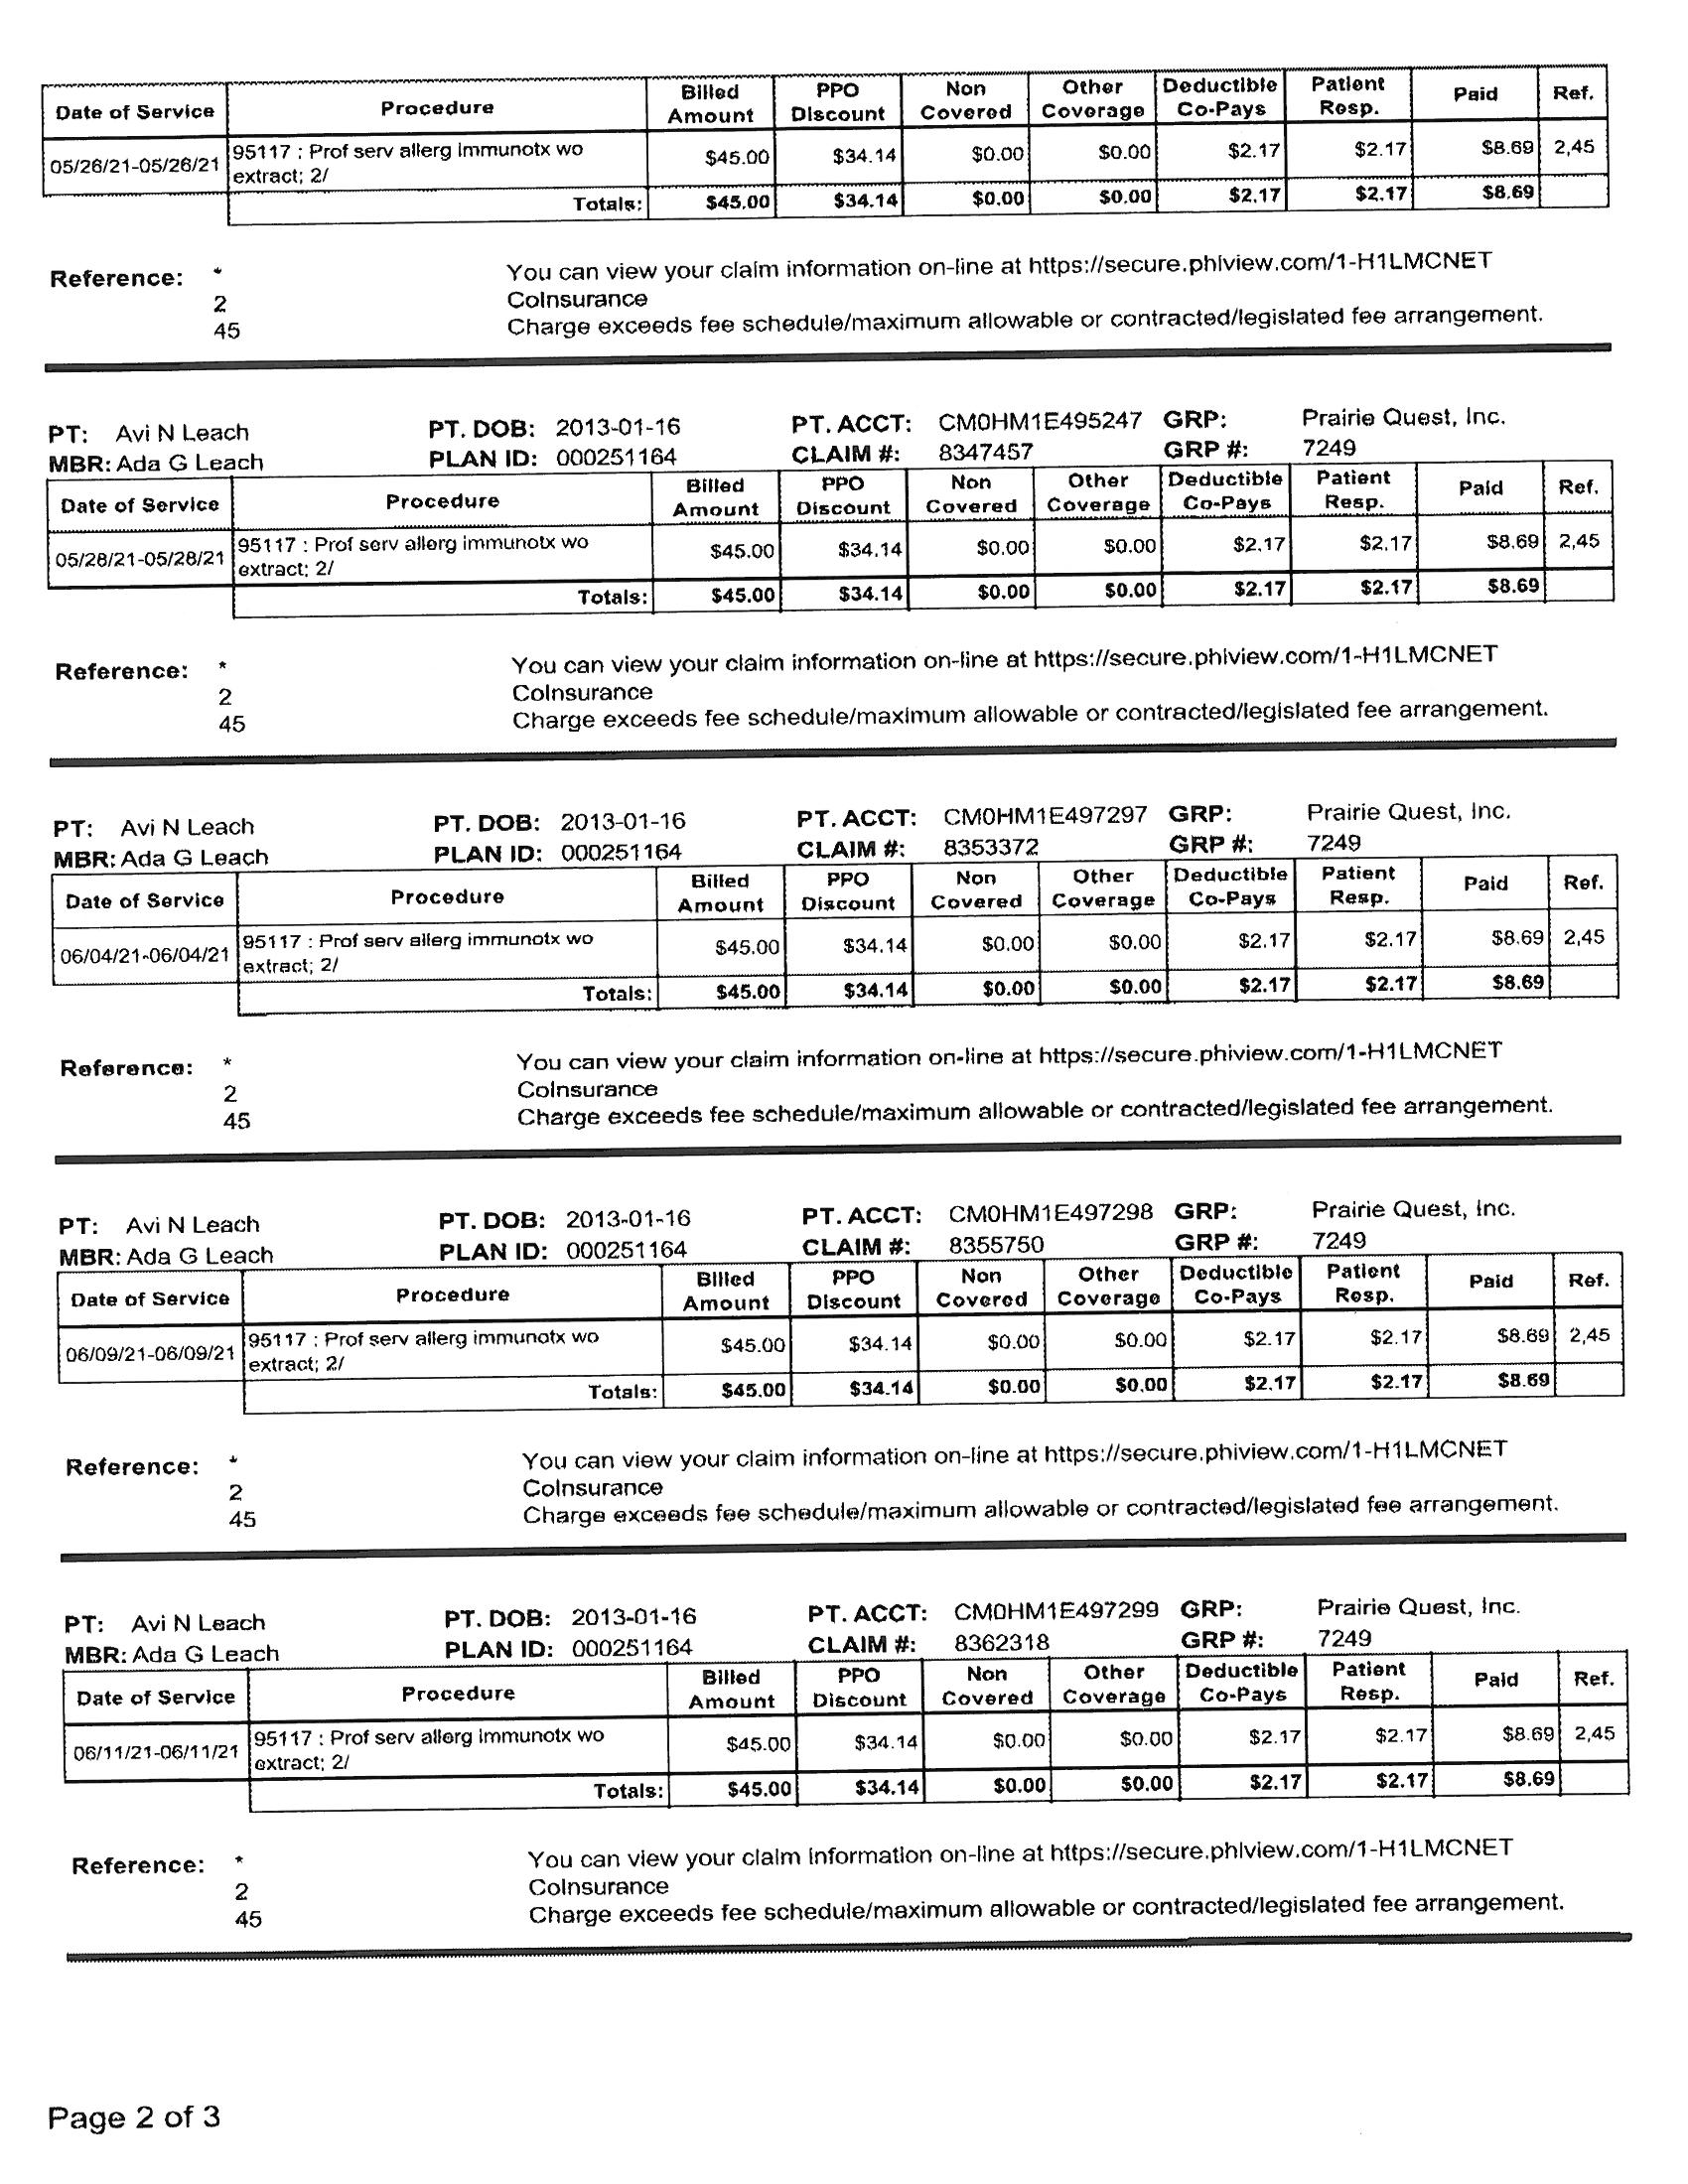 Date of Service Procedure Billed Amount PPO Discount Non Covered Other Coverage Deductible Co-Pays Patient Resp. Paid Ref.
05/26/21-05/26/21 95117 : Prof serv allerg immunotx wo extract; 2/ $45.00 $34.14 $0.00 $0.00 $2.17 $2.17 $8.69 2,45
Totals: $45.00 $34.14 $0.00 $0.00 $2.17 $2.17 $8.69
Reference: * You can view your claim information on-line at https://secure.phiview.com/1-H1LMCNET
2 CoInsurance
45 Charge exceeds fee schedule/maximum allowable or contracted/legislated fee arrangement.
PT: Avi N Leach PT. DOB: 2013-01-16 PT. ACCT: CM0HM1E495247 GRP: Prairie Quest, Inc.
MBR: Ada G Leach PLAN ID: 000251164 CLAIM #: 8347457 GRP #: 7249
Date of Service Procedure Billed Amount PPO Discount Non Covered Other Coverage Deductible Co-Pays Patient Resp. Paid Ref.
05/28/21-05/28/21 95117 : Prof serv allerg immunotx wo extract; 2/ $45.00 $34.14 $0.00 $0.00 $2.17 $2.17 $8.69 2,45
Totals: $45.00 $34.14 $0.00 $0.00 $2.17 $2.17 $8.69
Reference: * You can view your claim information on-line at https://secure.phiview.com/1-H1LMCNET
2 CoInsurance
45 Charge exceeds fee schedule/maximum allowable or contracted/legislated fee arrangement.
PT: Avi N Leach PT. DOB: 2013-01-16 PT. ACCT: CM0HM1E497297 GRP: Prairie Quest, Inc.
MBR: Ada G Leach PLAN ID: 000251164 CLAIM #: 8353372 GRP #: 7249
Date of Service Procedure Billed Amount PPO Discount Non Covered Other Coverage Deductible Co-Pays Patient Resp. Paid Ref.
06/04/21-06/04/21 95117 : Prof serv allerg immunotx wo extract; 2/ $45.00 $34.14 $0.00 $0.00 $2.17 $2.17 $8.69 2,45
Totals: $45.00 $34.14 $0.00 $0.00 $2.17 $2.17 $8.69
Reference: * You can view your claim information on-line at https://secure.phiview.com/1-H1LMCNET
2 CoInsurance
45 Charge exceeds fee schedule/maximum allowable or contracted/legislated fee arrangement.
PT: Avi N Leach PT. DOB: 2013-01-16 PT. ACCT: CM0HM1E497298 GRP: Prairie Quest, Inc.
MBR: Ada G Leach PLAN ID: 000251164 CLAIM #: 8355750 GRP #: 7249
Date of Service Procedure Billed Amount PPO Discount Non Covered Other Coverage Deductible Co-Pays Patient Resp. Paid Ref.
06/09/21-06/09/21 95117 : Prof serv allerg immunotx wo extract; 2/ $45.00 $34.14 $0.00 $0.00 $2.17 $2.17 $8.69 2,45
Totals: $45.00 $34.14 $0.00 $0.00 $2.17 $2.17 $8.69
Reference: * You can view your claim information on-line at https://secure.phiview.com/1-H1LMCNET
2 CoInsurance
45 Charge exceeds fee schedule/maximum allowable or contracted/legislated fee arrangement.
PT: Avi N Leach PT. DOB: 2013-01-16 PT. ACCT: CM0HM1E497299 GRP: Prairie Quest, Inc.
MBR: Ada G Leach PLAN ID: 000251164 CLAIM #: 8362318 GRP #: 7249
Date of Service Procedure Billed Amount PPO Discount Non Covered Other Coverage Deductible Co-Pays Patient Resp. Paid Ref.
06/11/21-06/11/21 95117 : Prof serv allerg immunotx wo extract; 2/ $45.00 $34.14 $0.00 $0.00 $2.17 $2.17 $8.69 2,45
Totals: $45.00 $34.14 $0.00 $0.00 $2.17 $2.17 $8.69
Reference: * You can view your claim information on-line at https://secure.phiview.com/1-H1LMCNET
2 CoInsurance
45 Charge exceeds fee schedule/maximum allowable or contracted/legislated fee arrangement.
Page 2 of 3